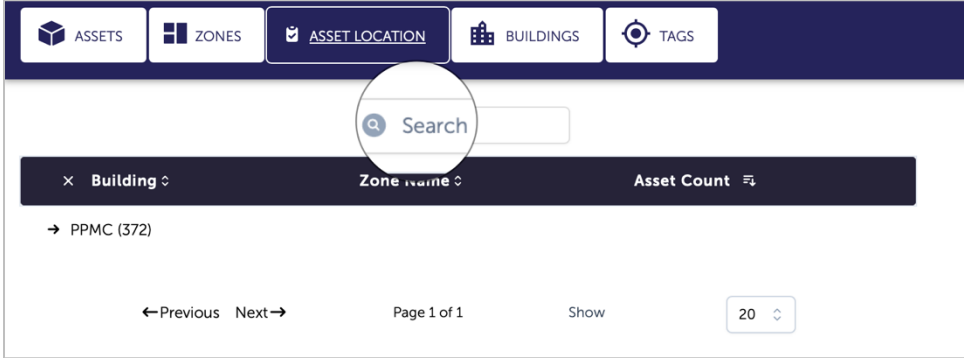 ASSETS ZONES ASSET LOCATION BUILDINGS TAGS
Search
× Building Zone Name Asset Count
→ PPMC (372)
←Previous Next→ Page 1 of 1 Show 20